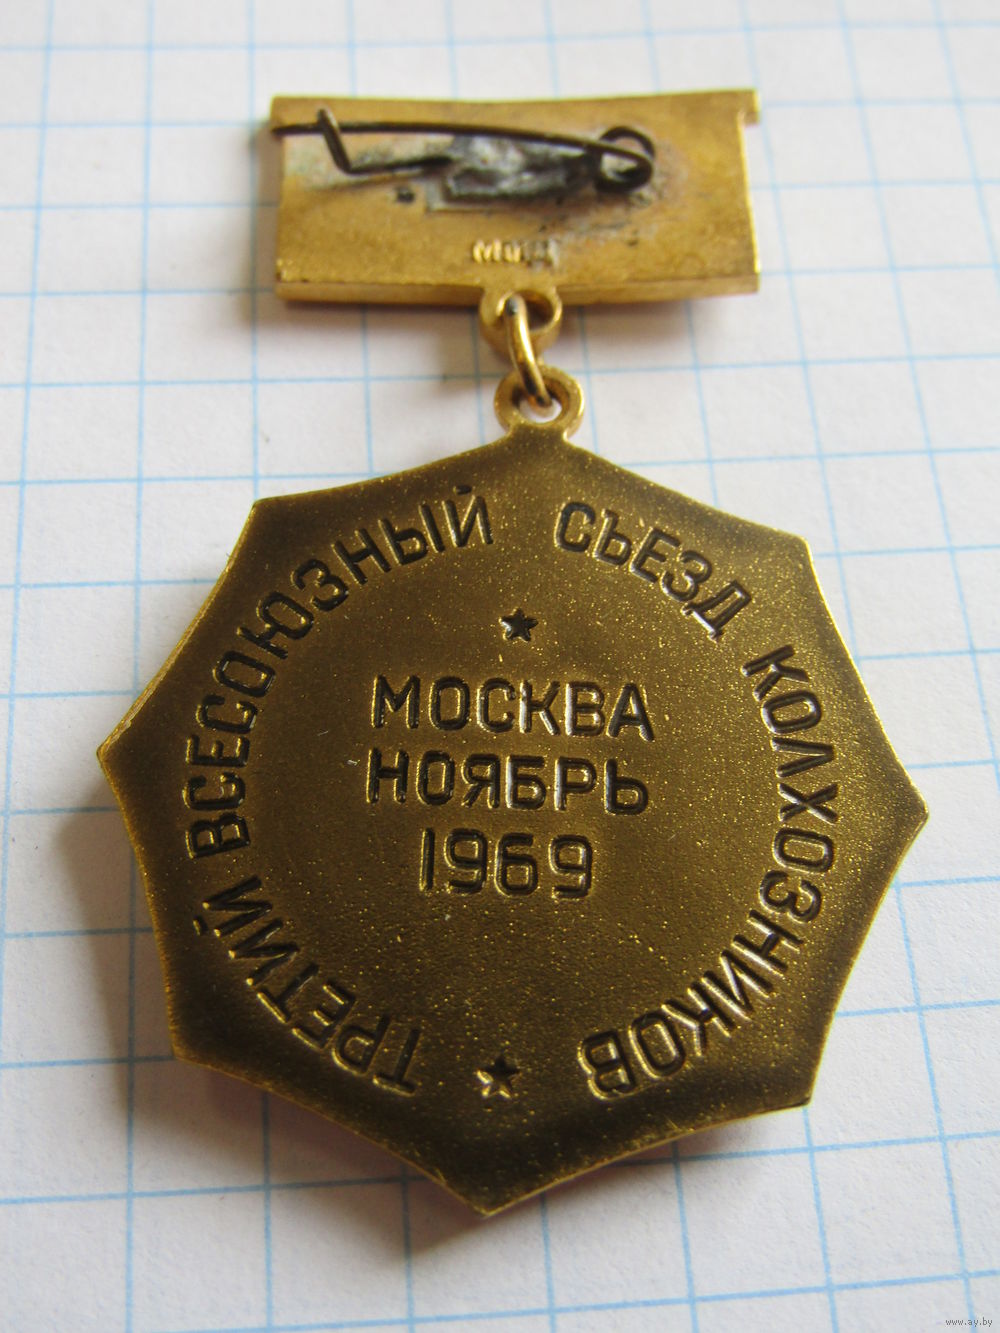 ММД
ТРЕТИЙ ВСЕСОЮЗНЫЙ СЪЕЗД КОЛХОЗНИКОВ
МОСКВА
НОЯБРЬ
1969
www.ay.by